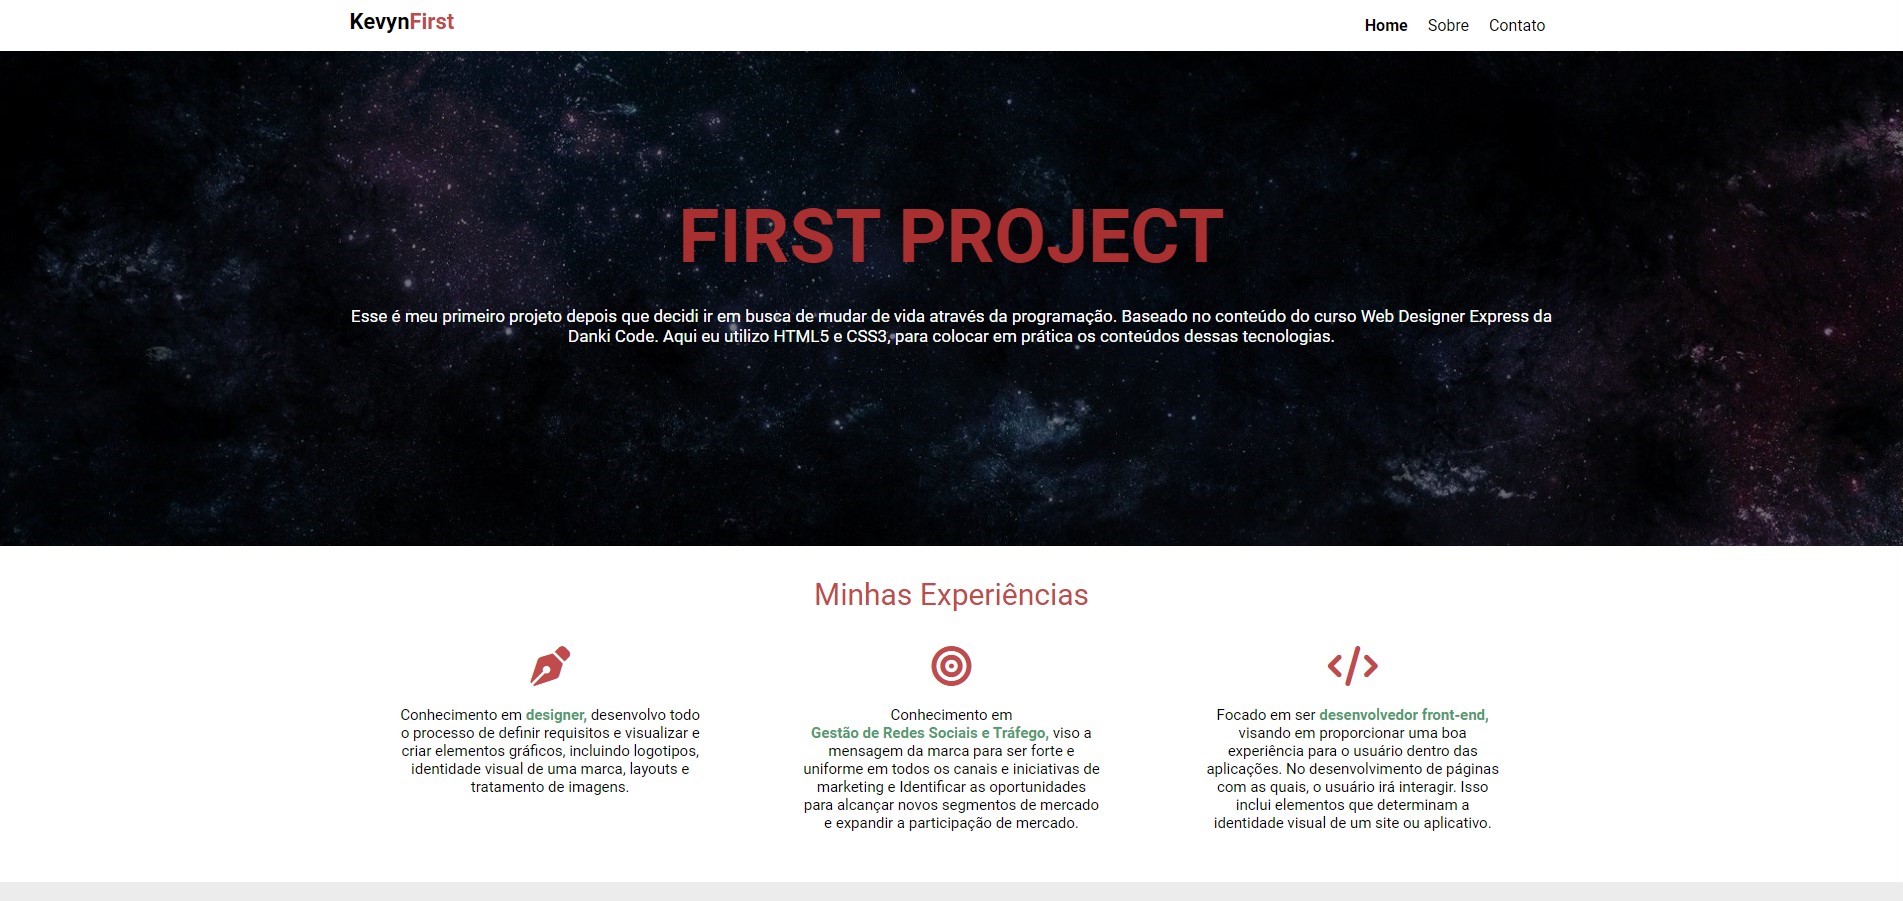 KevynFirst
Home Sobre Contato
FIRST PROJECT
Esse é meu primeiro projeto depois que decidi ir em busca de mudar de vida através da programação. Baseado no conteúdo do curso Web Designer Express da
Danki Code. Aqui eu utilizo HTML5 e CSS3, para colocar em prática os conteúdos dessas tecnologias.
Minhas Experiências
Conhecimento em designer, desenvolvo todo
o processo de definir requisitos e visualizar e
criar elementos gráficos, incluindo logotipos,
identidade visual de uma marca, layouts e
tratamento de imagens.
Conhecimento em
Gestão de Redes Sociais e Tráfego, viso a
mensagem da marca para ser forte e
uniforme em todos os canais e iniciativas de
marketing e Identificar as oportunidades
para alcançar novos segmentos de mercado
e expandir a participação de mercado.
Focado em ser desenvolvedor front-end,
visando em proporcionar uma boa
experiência para o usuário dentro das
aplicações. No desenvolvimento de páginas
com as quais, o usuário irá interagir. Isso
inclui elementos que determinam a
identidade visual de um site ou aplicativo.